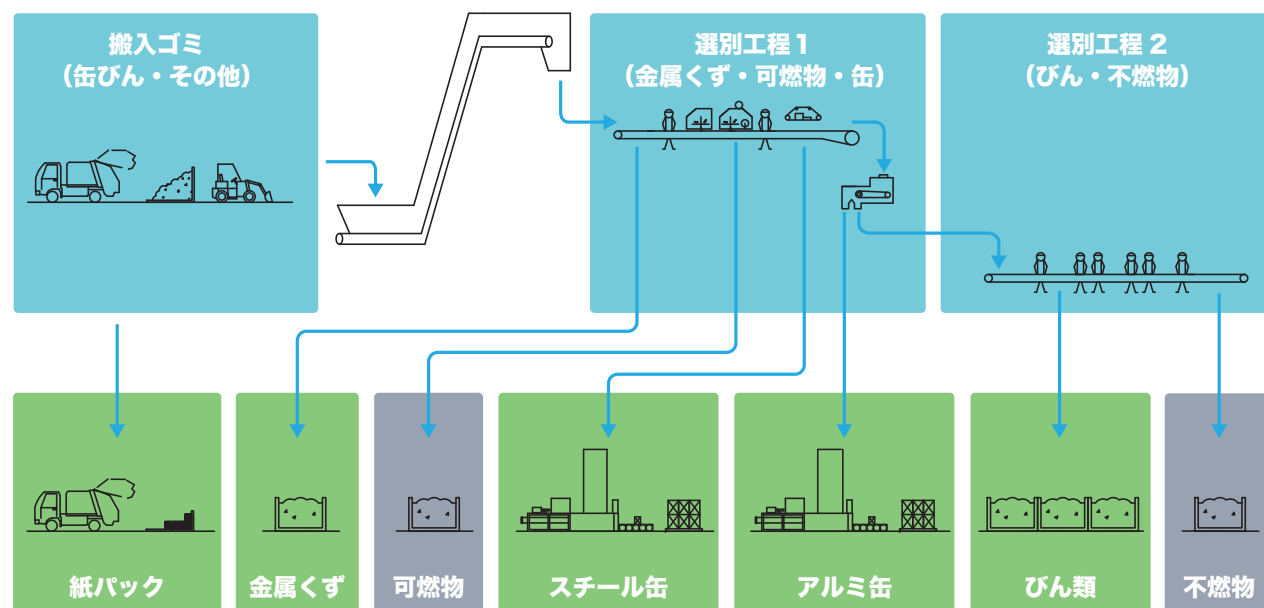 搬入ゴミ
（缶びん・その他）
選別工程１
（金属くず・可燃物・缶）
選別工程２
（びん・不燃物）
紙パック
金属くず
可燃物
スチール缶
アルミ缶
びん類
不燃物